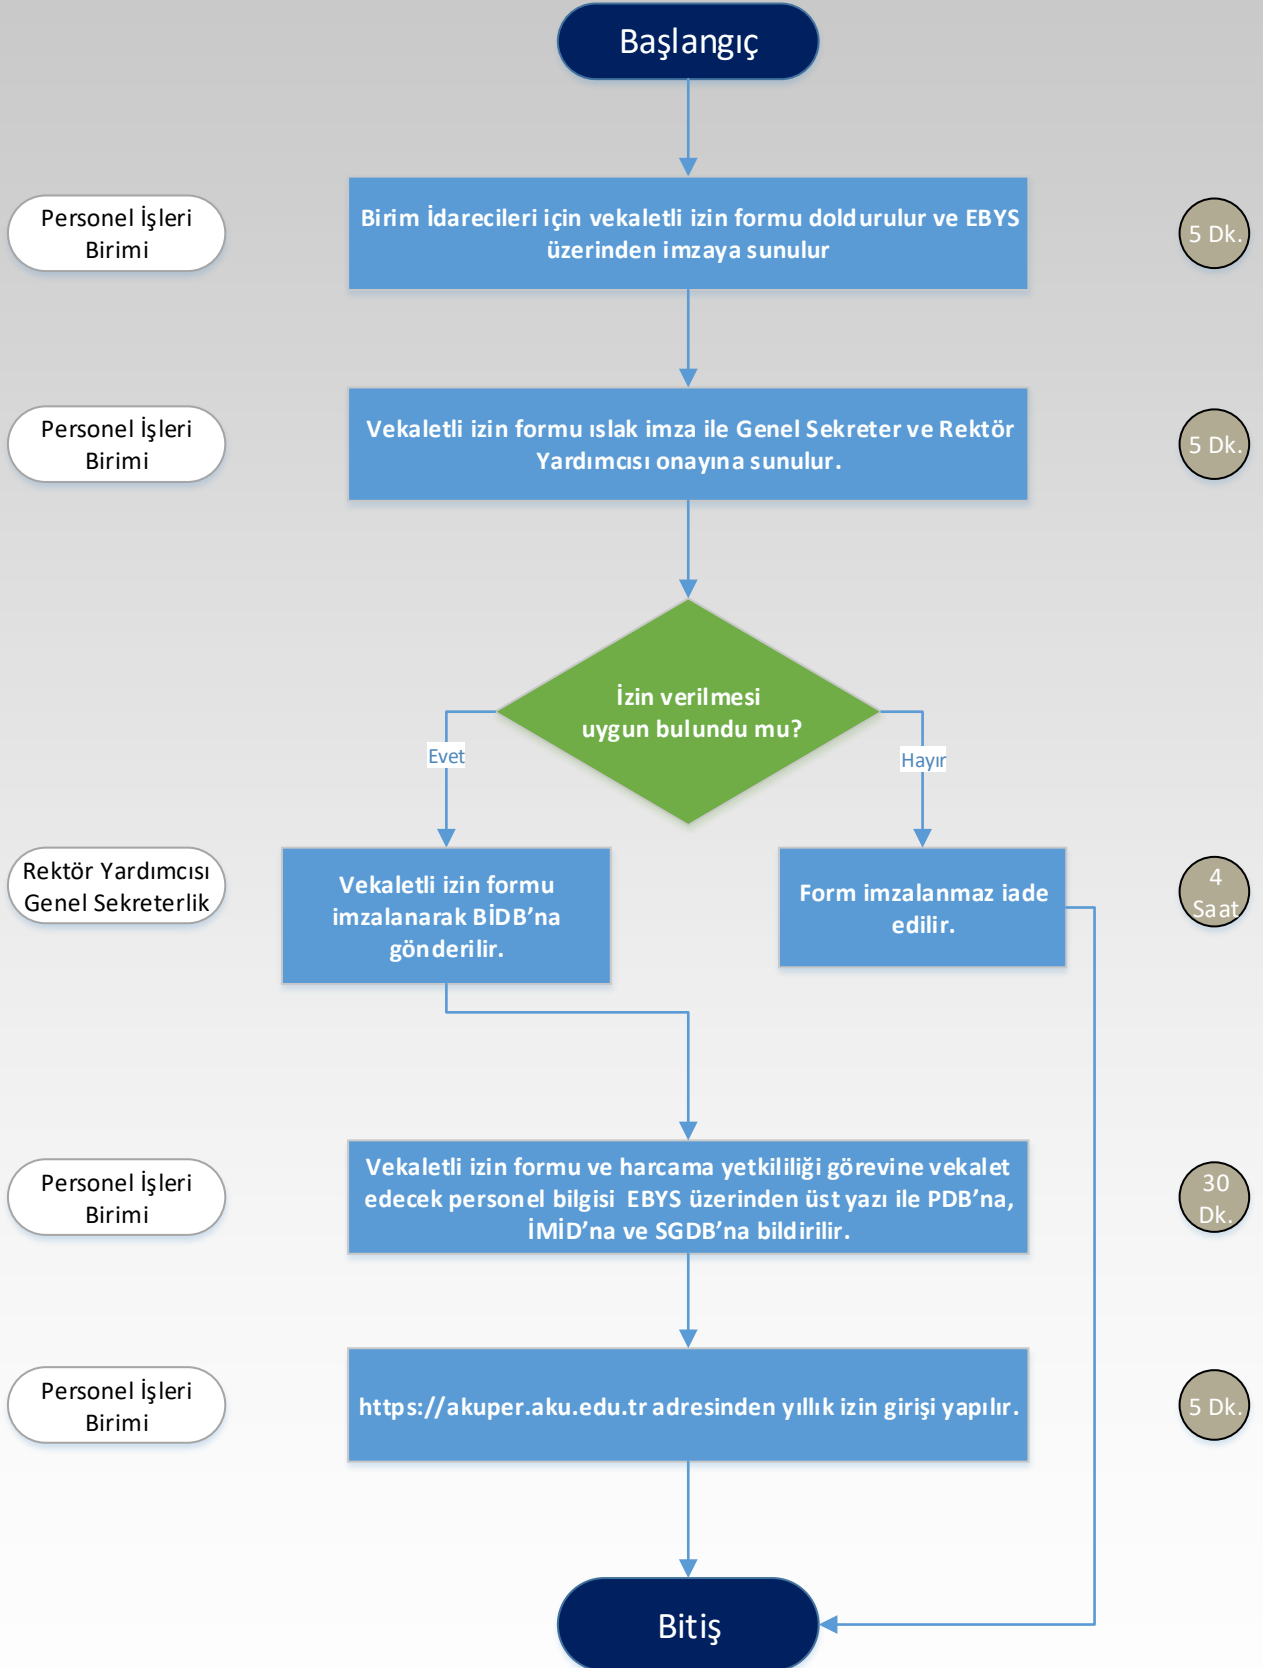 Başlangıç
Personel İşleri
Birimi
Birim İdarecileri için vekaletli izin formu doldurulur ve EBYS
üzerinden imzaya sunulur
5 Dk.
Personel İşleri
Birimi
Vekaletli izin formu ıslak imza ile Genel Sekreter ve Rektör
Yardımcısı onayına sunulur.
5 Dk.
İzin verilmesi
uygun bulundu mu?
Evet
Hayır
Rektör Yardımcısı
Genel Sekreterlik
Vekaletli izin formu
imzalanarak BİDB’na
gönderilir.
Form imzalanmaz iade
edilir.
4
Saat
Personel İşleri
Birimi
Vekaletli izin formu ve harcama yetkililiği görevine vekalet
edecek personel bilgisi EBYS üzerinden üst yazı ile PDB’na,
İMİD’na ve SGDB’na bildirilir.
30
Dk.
Personel İşleri
Birimi
https://akuper.aku.edu.tr adresinden yıllık izin girişi yapılır.
5 Dk.
Bitiş